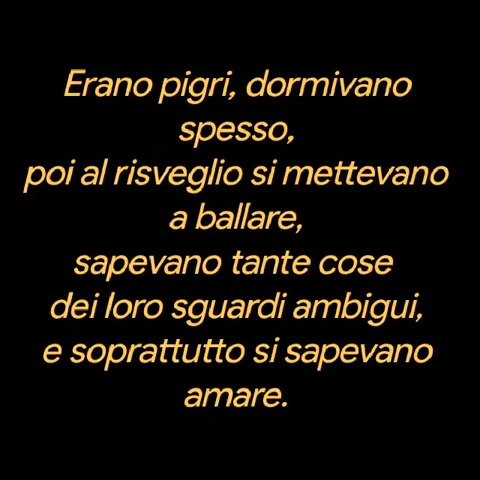 Erano pigri, dormivano
spesso,
poi al risveglio si mettevano
a ballare,
sapevano tante cose
dei loro sguardi ambigui,
e soprattutto si sapevano
amare.